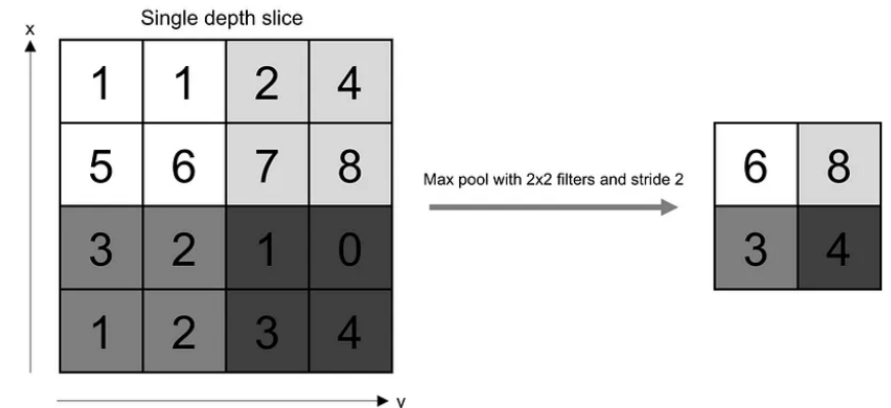 Single depth slice
x
1 1 2 4
5 6 7 8
3 2 1 0
1 2 3 4
y
Max pool with 2x2 filters and stride 2
6 8
3 4